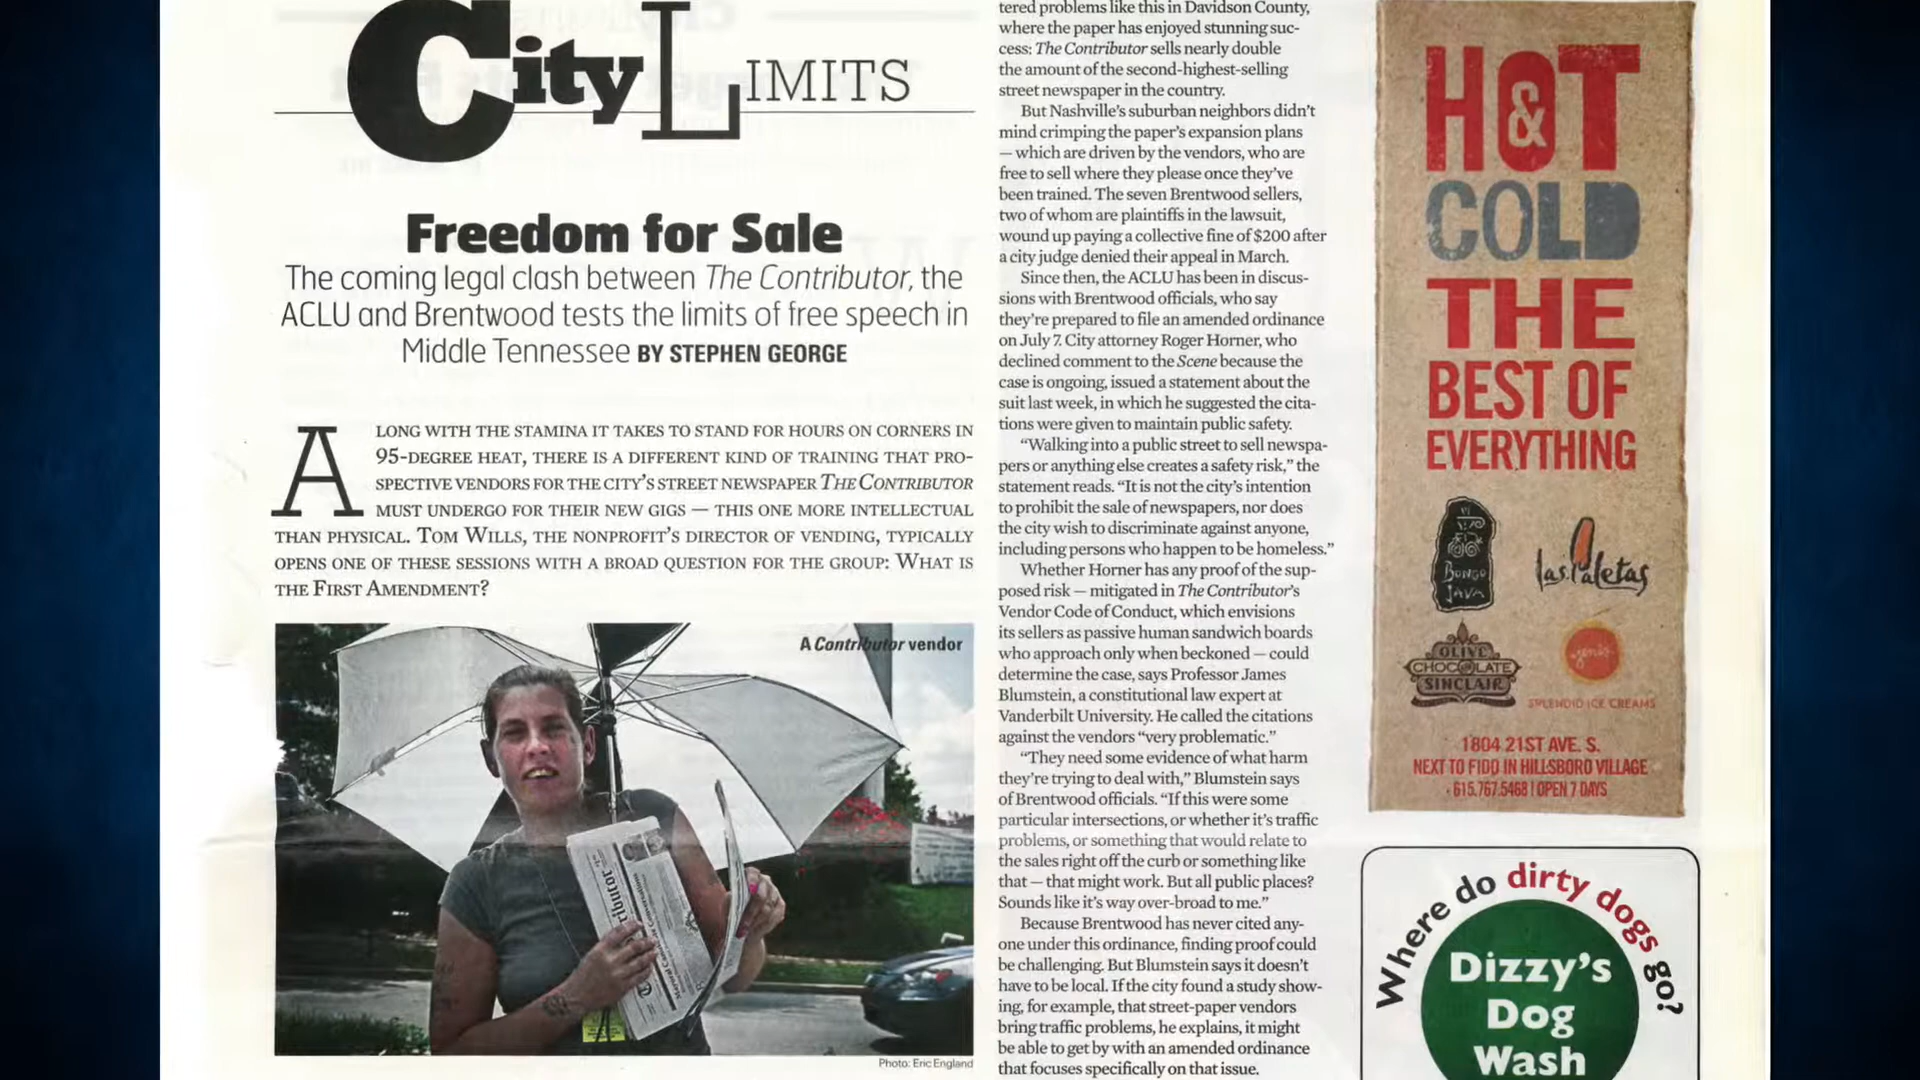 City LIMITS
Freedom for Sale
The coming legal clash between The Contributor, the
ACLU and Brentwood tests the limits of free speech in
Middle Tennessee BY STEPHEN GEORGE
ALONG WITH THE STAMINA IT TAKES TO STAND FOR HOURS ON CORNERS IN
95-DEGREE HEAT, THERE IS A DIFFERENT KIND OF TRAINING THAT PRO-
SPECTIVE VENDORS FOR THE CITY'S STREET NEWSPAPER THE CONTRIBUTOR
MUST UNDERGO FOR THEIR NEW GIGS — THIS ONE MORE INTELLECTUAL
THAN PHYSICAL. TOM WILLS, THE NONPROFIT'S DIRECTOR OF VENDING, TYPICALLY
OPENS ONE OF THESE SESSIONS WITH A BROAD QUESTION FOR THE GROUP: WHAT IS
THE FIRST AMENDMENT?
A Contributor vendor
Photo: Eric England
tered problems like this in Davidson County,
where the paper has enjoyed stunning suc-
cess: The Contributor sells nearly double
the amount of the second-highest-selling
street newspaper in the country.
But Nashville's suburban neighbors didn't
mind crimping the paper's expansion plans
— which are driven by the vendors, who are
free to sell where they please once they've
been trained. The seven Brentwood sellers,
two of whom are plaintiffs in the lawsuit,
wound up paying a collective fine of $200 after
a city judge denied their appeal in March.
Since then, the ACLU has been in discus-
sions with Brentwood officials, who say
they're prepared to file an amended ordinance
on July 7. City attorney Roger Horner, who
declined comment to the Scene because the
case is ongoing, issued a statement about the
suit last week, in which he suggested the cita-
tions were given to maintain public safety.
"Walking into a public street to sell newspa-
pers or anything else creates a safety risk," the
statement reads. "It is not the city's intention
to prohibit the sale of newspapers, nor does
the city wish to discriminate against anyone,
including persons who happen to be homeless."
Whether Horner has any proof of the sup-
posed risk — mitigated in The Contributor's
Vendor Code of Conduct, which envisions
its sellers as passive human sandwich boards
who approach only when beckoned — could
determine the case, says Professor James
Blumstein, a constitutional law expert at
Vanderbilt University. He called the citations
against the vendors "very problematic."
"They need some evidence of what harm
they're trying to deal with," Blumstein says
of Brentwood officials. "If this were some
particular intersections, or whether it's traffic
problems, or something that would relate to
the sales right off the curb or something like
that — that might work. But all public places?
Sounds like it's way over-broad to me."
Because Brentwood has never cited any-
one under this ordinance, finding proof could
be challenging. But Blumstein says it doesn't
have to be local. If the city found a study show-
ing, for example, that street-paper vendors
bring traffic problems, he explains, it might
be able to get by with an amended ordinance
that focuses specifically on that issue.
HOT
&
COLD
THE
BEST OF
EVERYTHING
BONGO
JAVA
las Paletas
OLIVE
CHOCOLATE
SINCLAIR
jeni's
SPLENDID ICE CREAMS
1804 21ST AVE. S.
NEXT TO FIDO IN HILLSBORO VILLAGE
615.767.5468 | OPEN 7 DAYS
Where do dirty dogs go?
Dizzy's
Dog
Wash